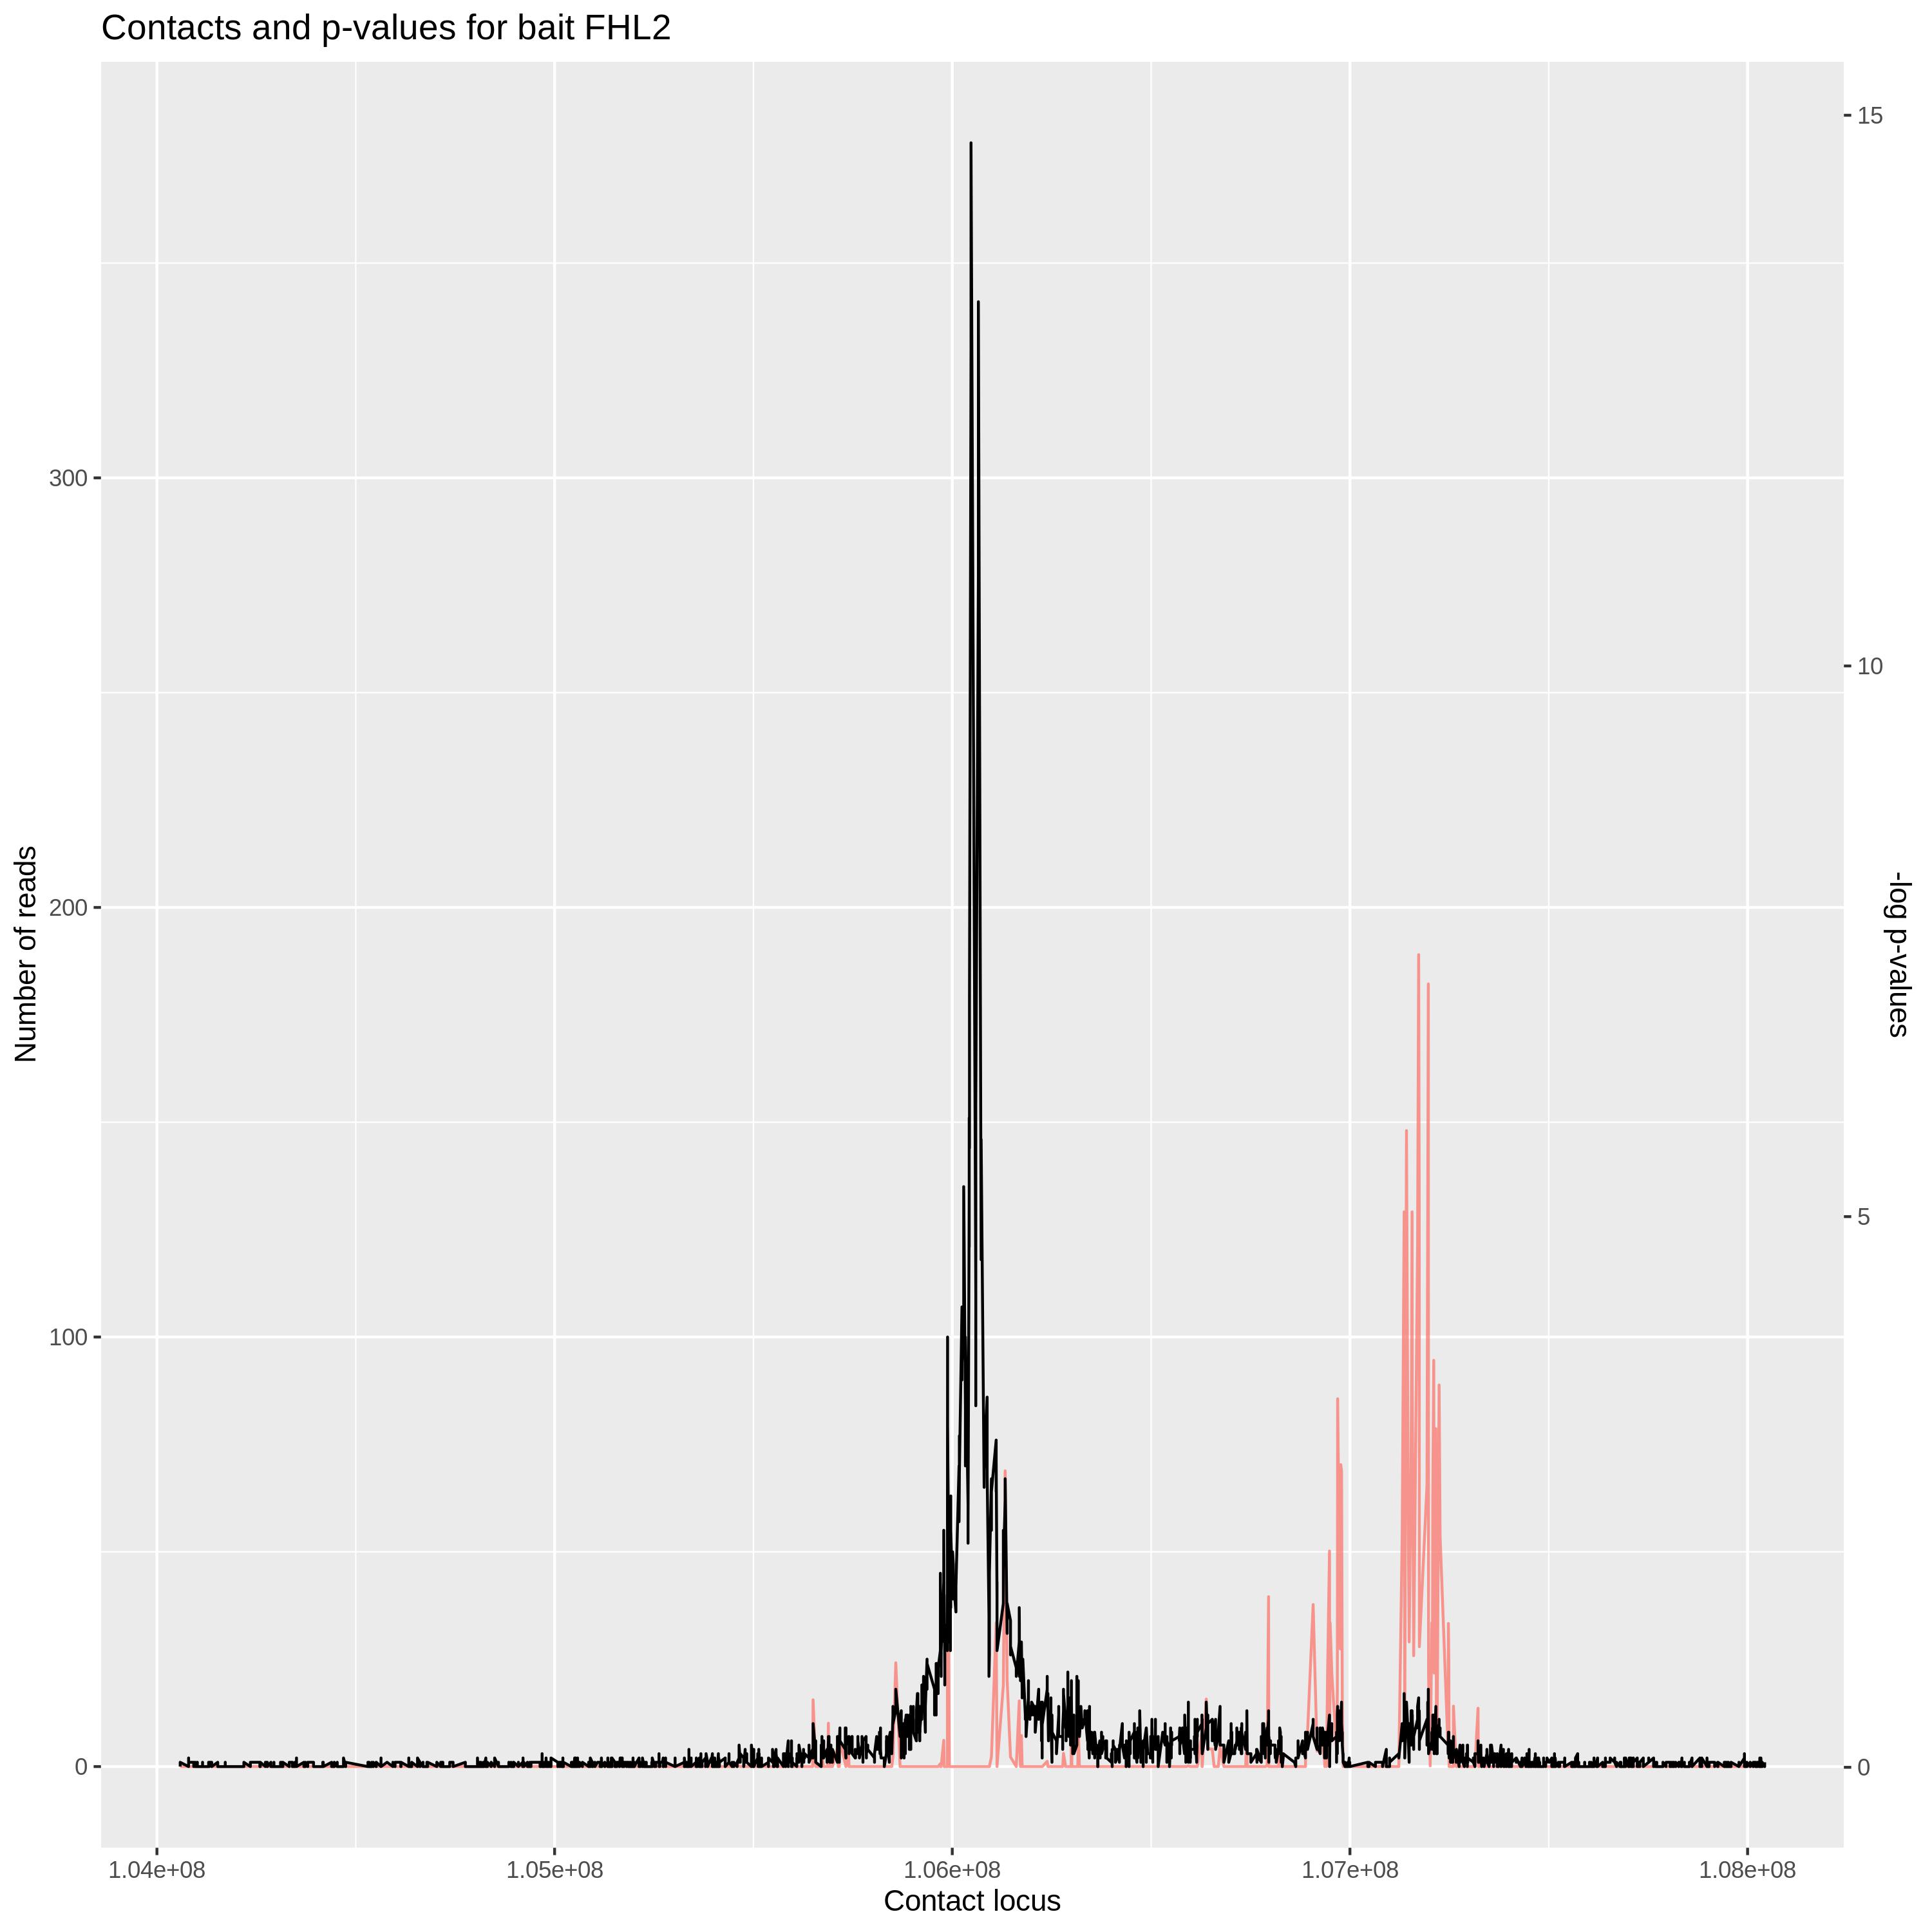 Contacts and p-values for bait FHL2
15
300
10
200
Number of reads
-log p-values
5
100
0
0
1.04e+08
1.05e+08
1.06e+08
1.07e+08
1.08e+08
Contact locus